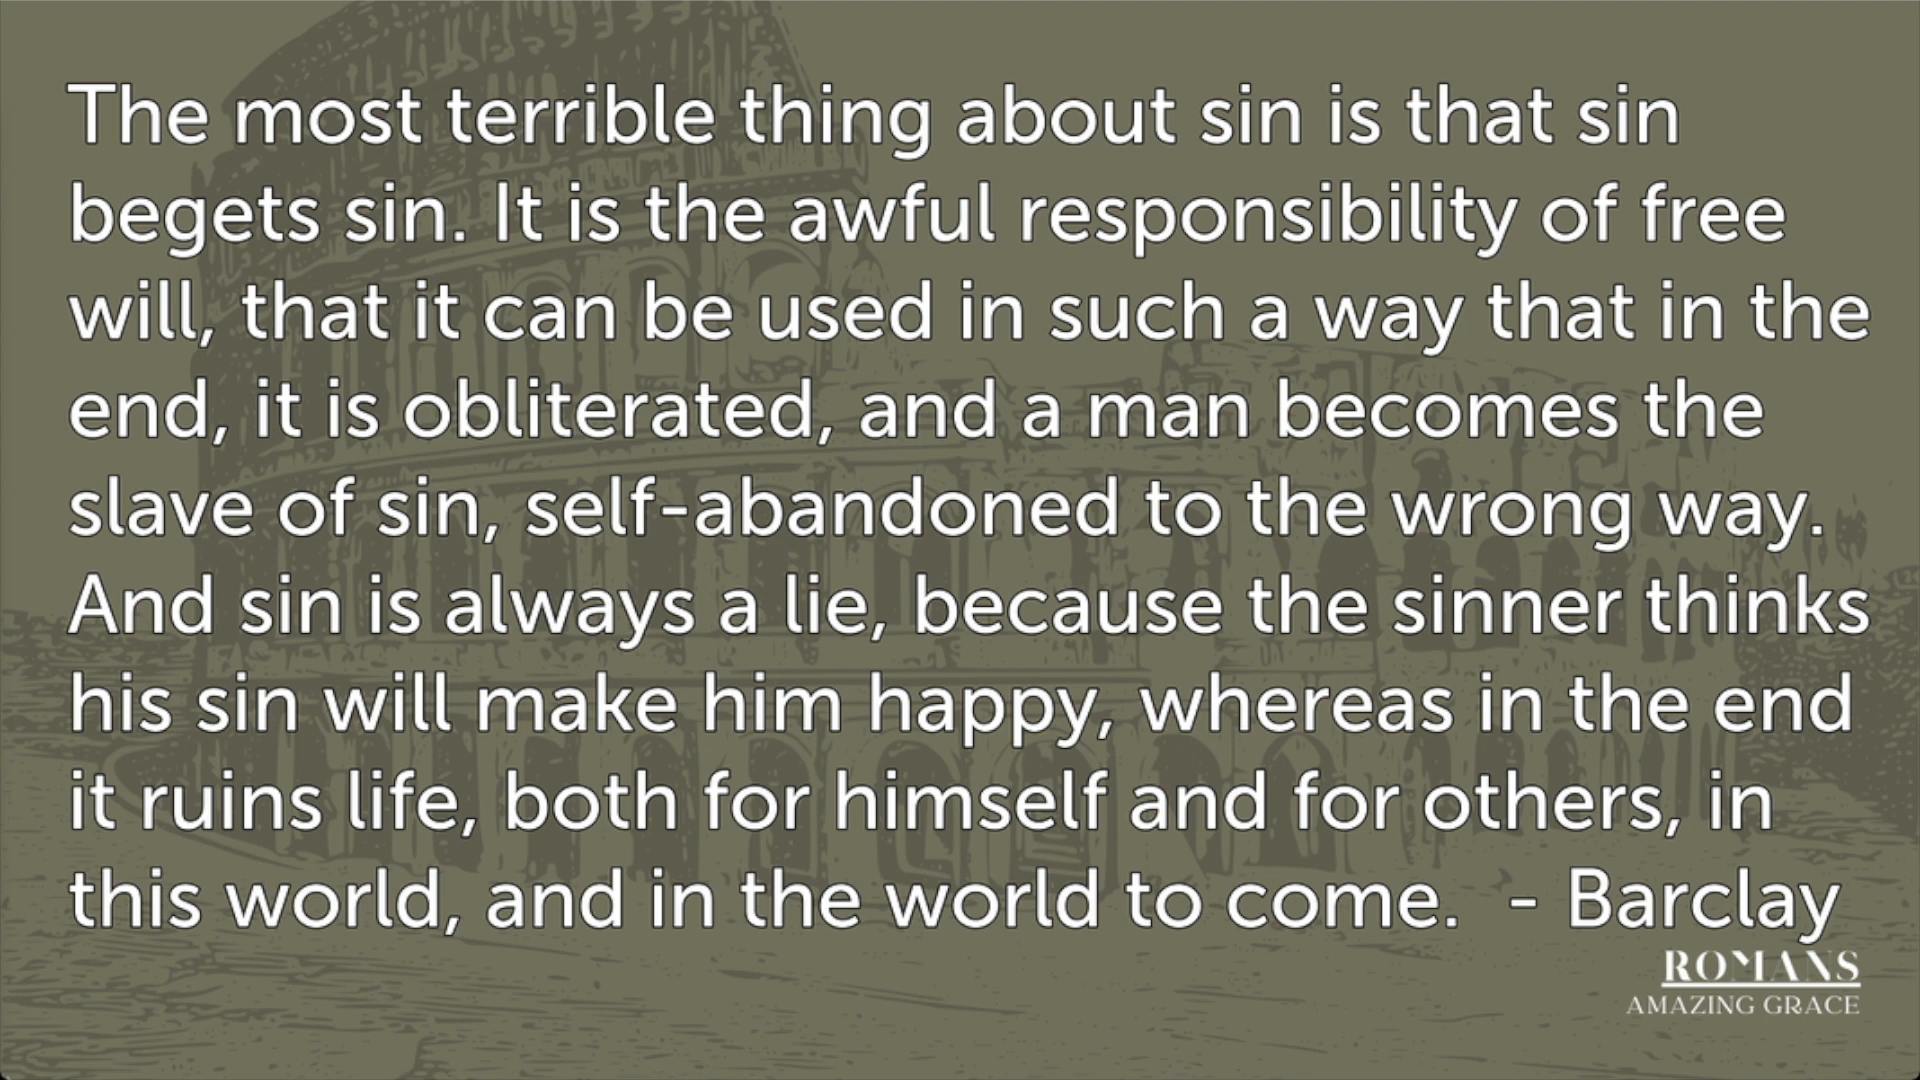 The most terrible thing about sin is that sin
begets sin. It is the awful responsibility of free
will, that it can be used in such a way that in the
end, it is obliterated, and a man becomes the
slave of sin, self-abandoned to the wrong way.
And sin is always a lie, because the sinner thinks
his sin will make him happy, whereas in the end
it ruins life, both for himself and for others, in
this world, and in the world to come.  - Barclay
ROMANS
AMAZING GRACE